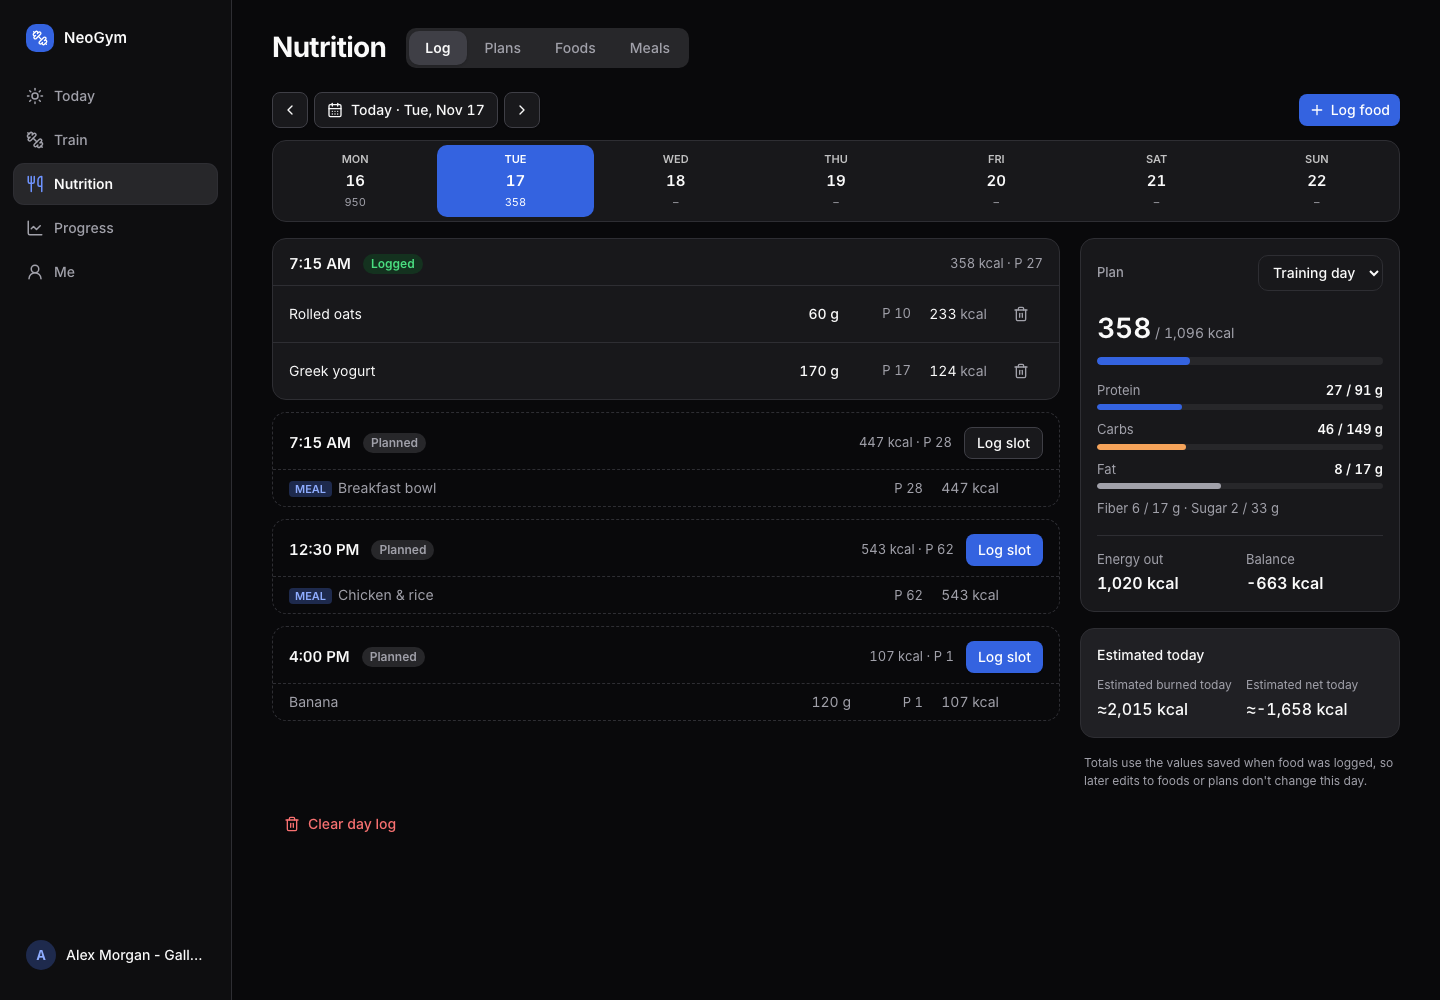 NeoGym
Today
Train
Nutrition
Progress
Me
Alex Morgan - Gall...
A
Nutrition
Log
Plans
Foods
Meals
Today · Tue, Nov 17
Log food
MON
16
950
TUE
17
358
WED
18
–
THU
19
–
FRI
20
–
SAT
21
–
SUN
22
–
7:15 AM Logged 358 kcal · P 27
Rolled oats 60 g P 10 233 kcal
Greek yogurt 170 g P 17 124 kcal
7:15 AM Planned 447 kcal · P 28 Log slot
MEAL Breakfast bowl P 28 447 kcal
12:30 PM Planned 543 kcal · P 62 Log slot
MEAL Chicken & rice P 62 543 kcal
4:00 PM Planned 107 kcal · P 1 Log slot
Banana 120 g P 1 107 kcal
Clear day log
Plan Training day
358 / 1,096 kcal
Protein 27 / 91 g
Carbs 46 / 149 g
Fat 8 / 17 g
Fiber 6 / 17 g · Sugar 2 / 33 g
Energy out Balance
1,020 kcal -663 kcal
Estimated today
Estimated burned today Estimated net today
≈2,015 kcal ≈-1,658 kcal
Totals use the values saved when food was logged, so
later edits to foods or plans don't change this day.